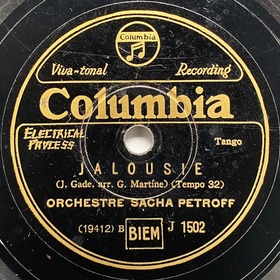 Columbia
Viva-tonal Recording
Columbia
ELECTRICAL
PROCESS
Tango
JALOUSIE
(J. Gade, arr. G. Martine) (Tempo 32)
ORCHESTRE SACHA PETROFF
(19412) B BIEM J 1502